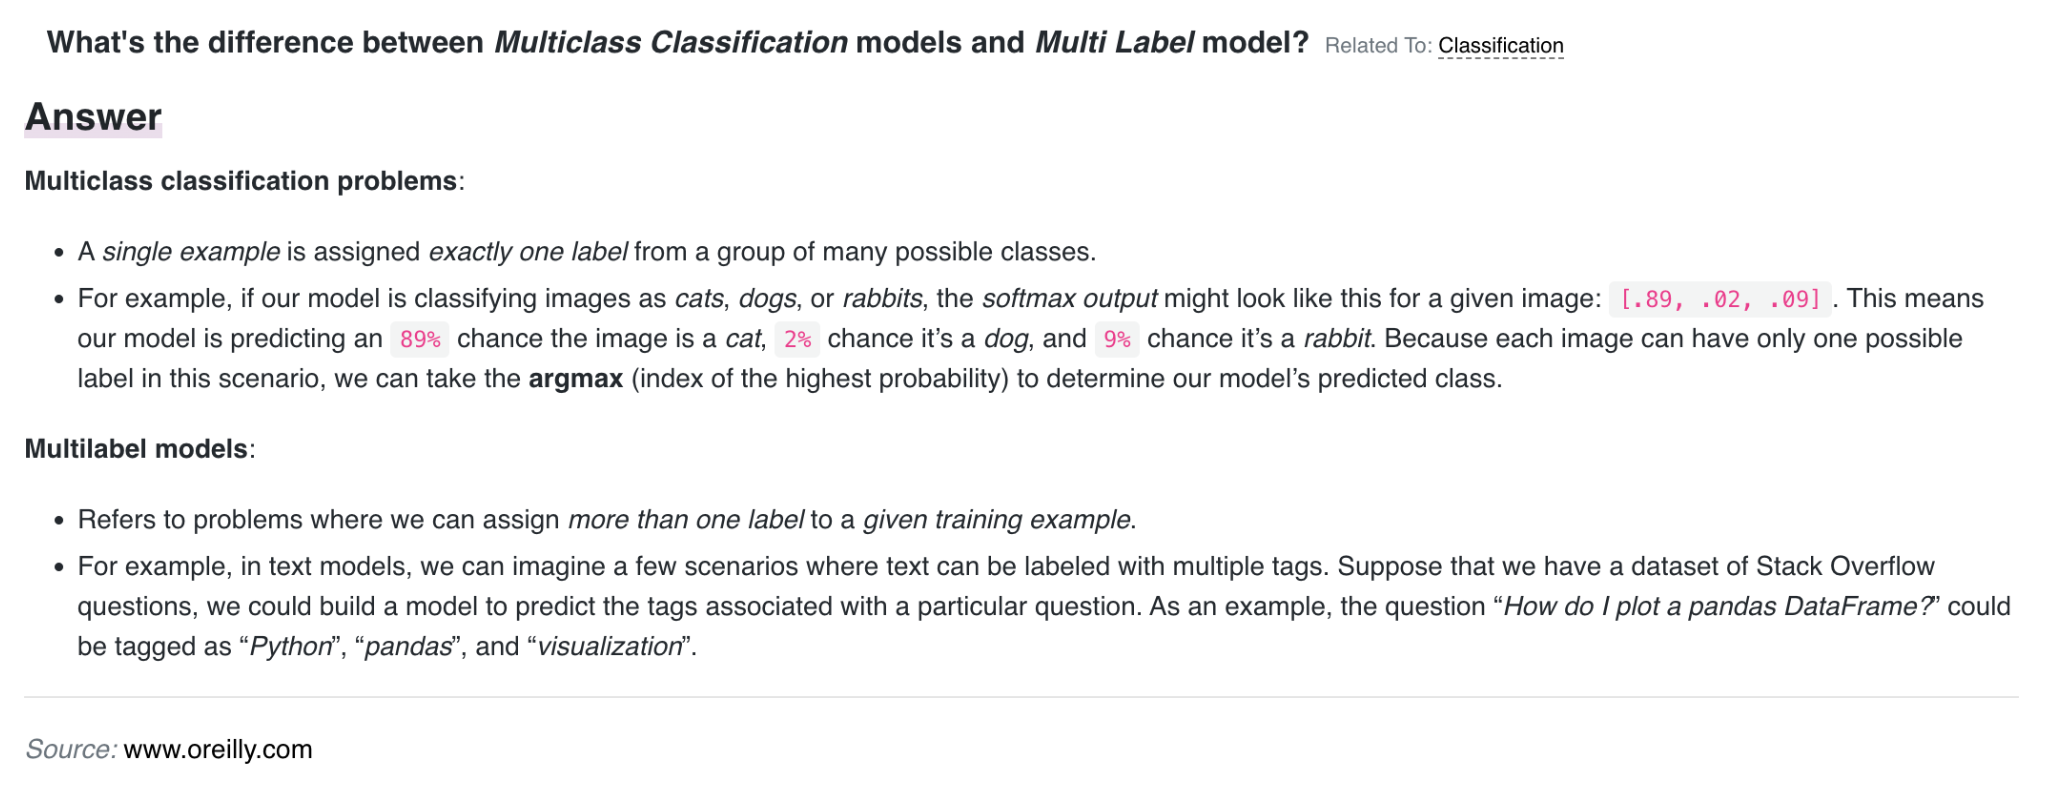 What's the difference between Multiclass Classification models and Multi Label model? Related To: Classification
Answer
Multiclass classification problems:
• A single example is assigned exactly one label from a group of many possible classes.
• For example, if our model is classifying images as cats, dogs, or rabbits, the softmax output might look like this for a given image: [.89, .02, .09] . This means
our model is predicting an 89% chance the image is a cat, 2% chance it’s a dog, and 9% chance it’s a rabbit. Because each image can have only one possible
label in this scenario, we can take the argmax (index of the highest probability) to determine our model’s predicted class.
Multilabel models:
• Refers to problems where we can assign more than one label to a given training example.
• For example, in text models, we can imagine a few scenarios where text can be labeled with multiple tags. Suppose that we have a dataset of Stack Overflow
questions, we could build a model to predict the tags associated with a particular question. As an example, the question “How do I plot a pandas DataFrame?” could
be tagged as “Python”, “pandas”, and “visualization”.
Source: www.oreilly.com